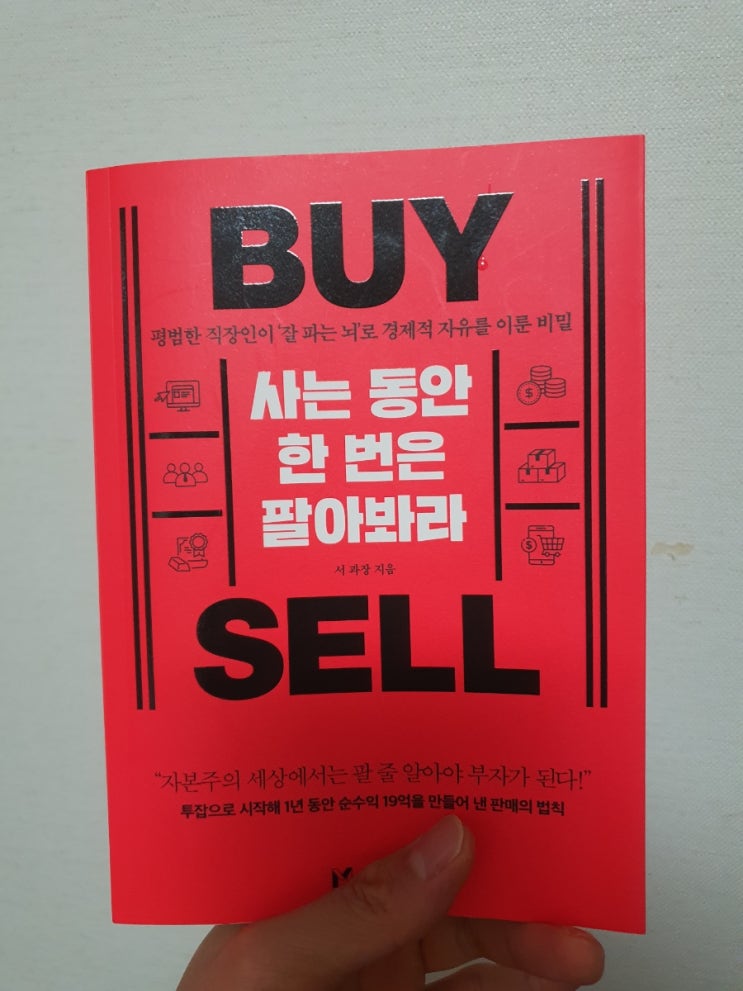 BUY
평범한 직장인이 '잘 파는 뇌'로 경제적 자유를 이룬 비밀
사는 동안
한 번은
팔아봐라
서 과장 지음
SELL
"자본주의 세상에서는 팔 줄 알아야 부자가 된다!"
투잡으로 시작해 1년 동안 순수익 19억을 만들어 낸 판매의 법칙